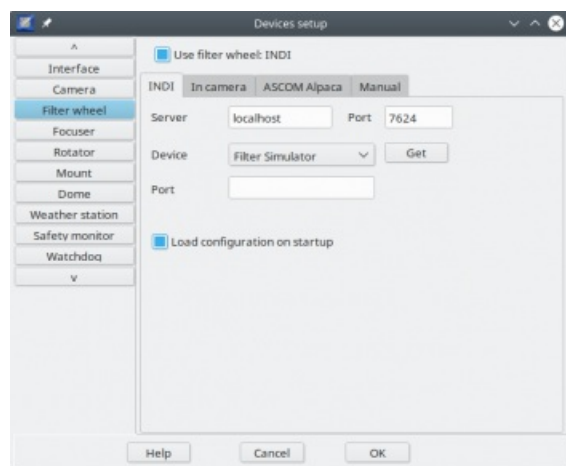 Devices setup
^
Interface
Camera
Filter wheel
Focuser
Rotator
Mount
Dome
Weather station
Safety monitor
Watchdog
v
Use filter wheel: INDI
INDI In camera ASCOM Alpaca Manual
Server localhost Port 7624
Device Filter Simulator Get
Port
Load configuration on startup
Help Cancel OK